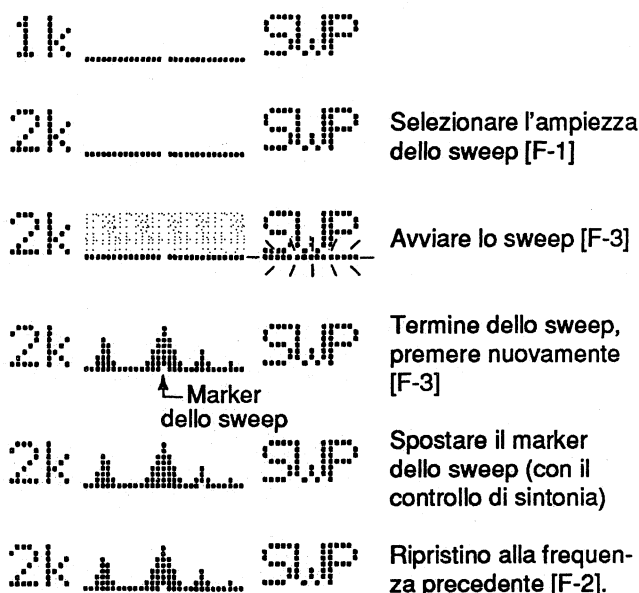 1k SWP
2k SWP
Selezionare l'ampiezza
dello sweep [F-1]
2k SWP
Avviare lo sweep [F-3]
2k SWP
Termine dello sweep,
premere nuovamente
[F-3]
Marker
dello sweep
2k SWP
Spostare il marker
dello sweep (con il
controllo di sintonia)
2k SWP
Ripristino alla frequen-
za precedente [F-2].